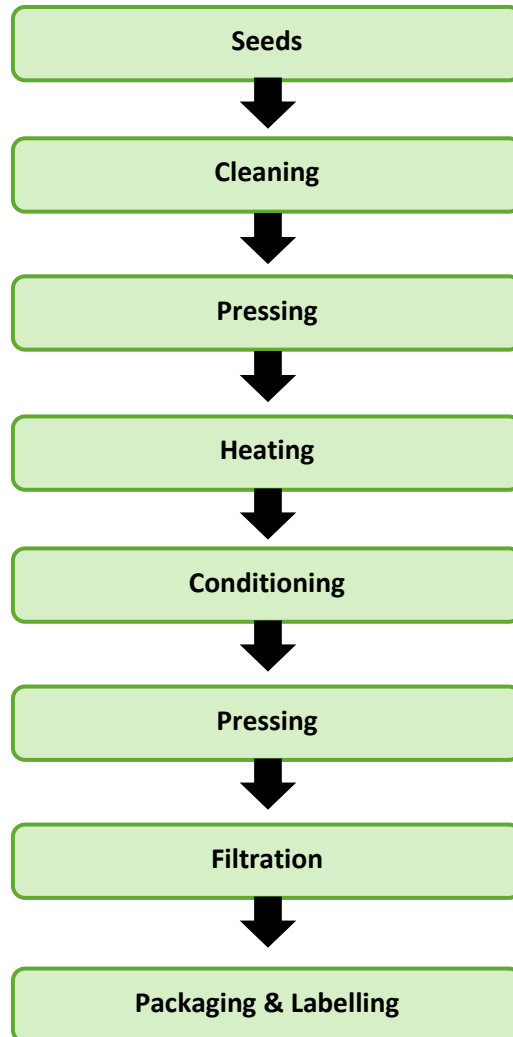 Seeds
Cleaning
Pressing
Heating
Conditioning
Pressing
Filtration
Packaging & Labelling